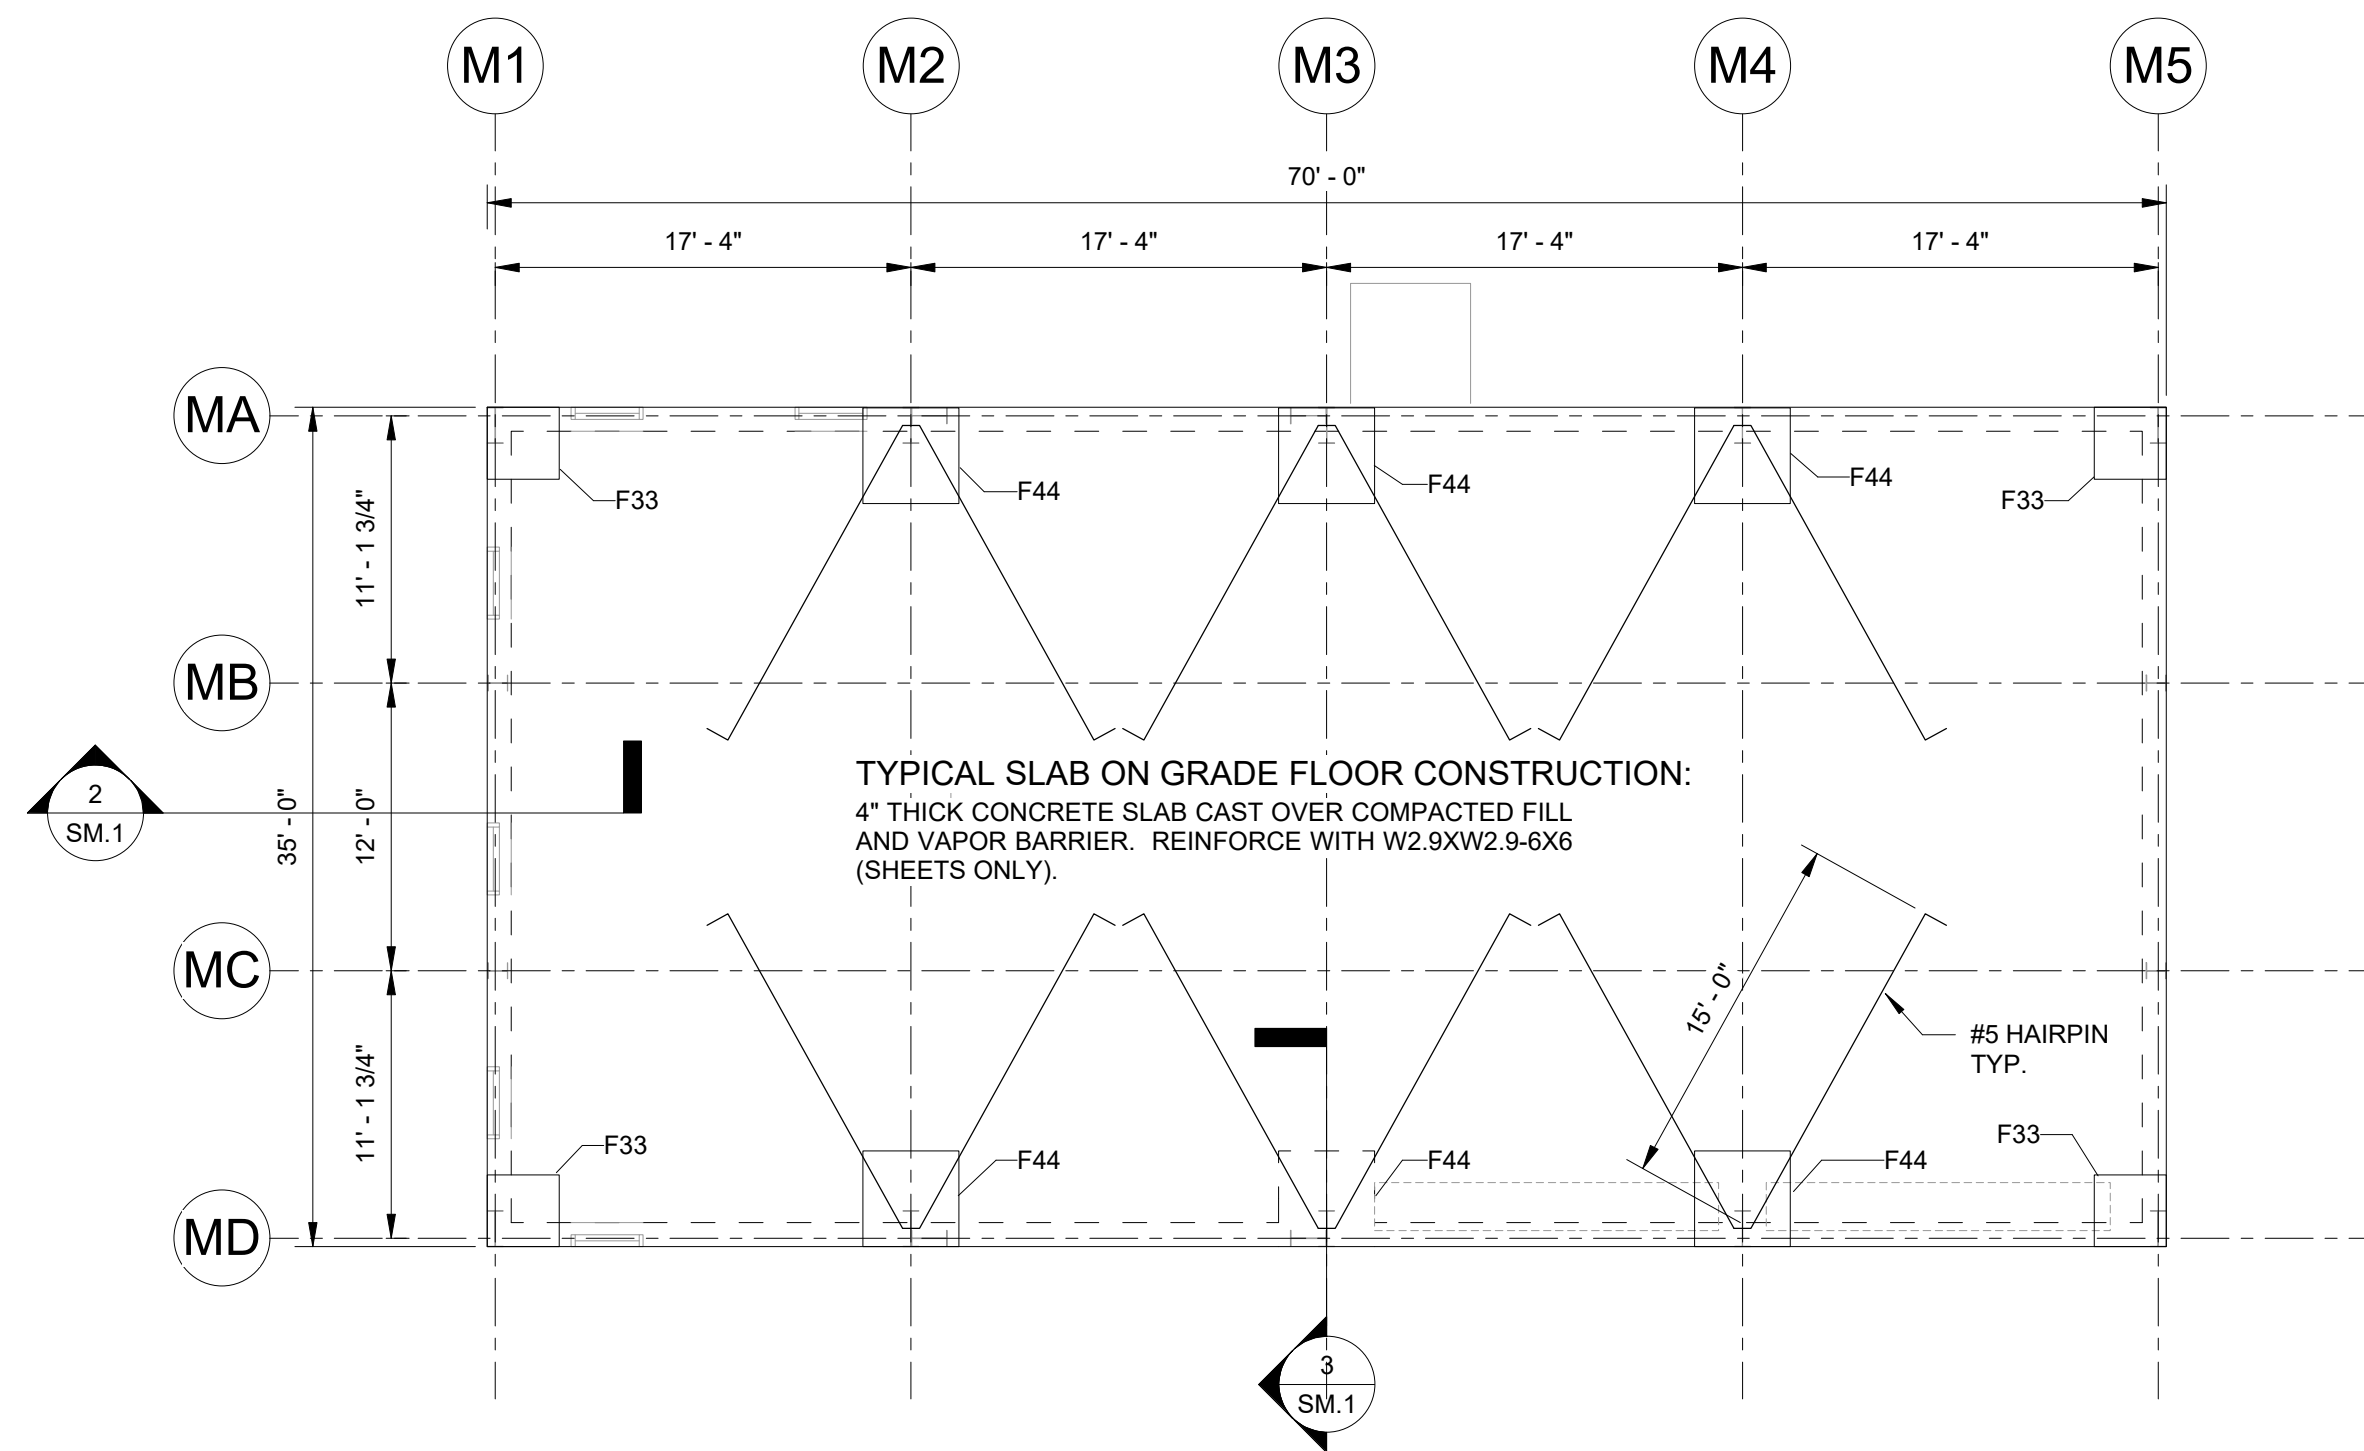 M1
M2
M3
M4
M5
70' - 0"
17' - 4"
17' - 4"
17' - 4"
17' - 4"
MA
F33
F44
F44
F44
F33
11' - 1 3/4"
MB
TYPICAL SLAB ON GRADE FLOOR CONSTRUCTION:
4" THICK CONCRETE SLAB CAST OVER COMPACTED FILL
AND VAPOR BARRIER. REINFORCE WITH W2.9XW2.9-6X6
(SHEETS ONLY).
2
SM.1
35' - 0"
12' - 0"
MC
15' - 0"
#5 HAIRPIN
TYP.
11' - 1 3/4"
F33
F44
F44
F44
F33
MD
3
SM.1